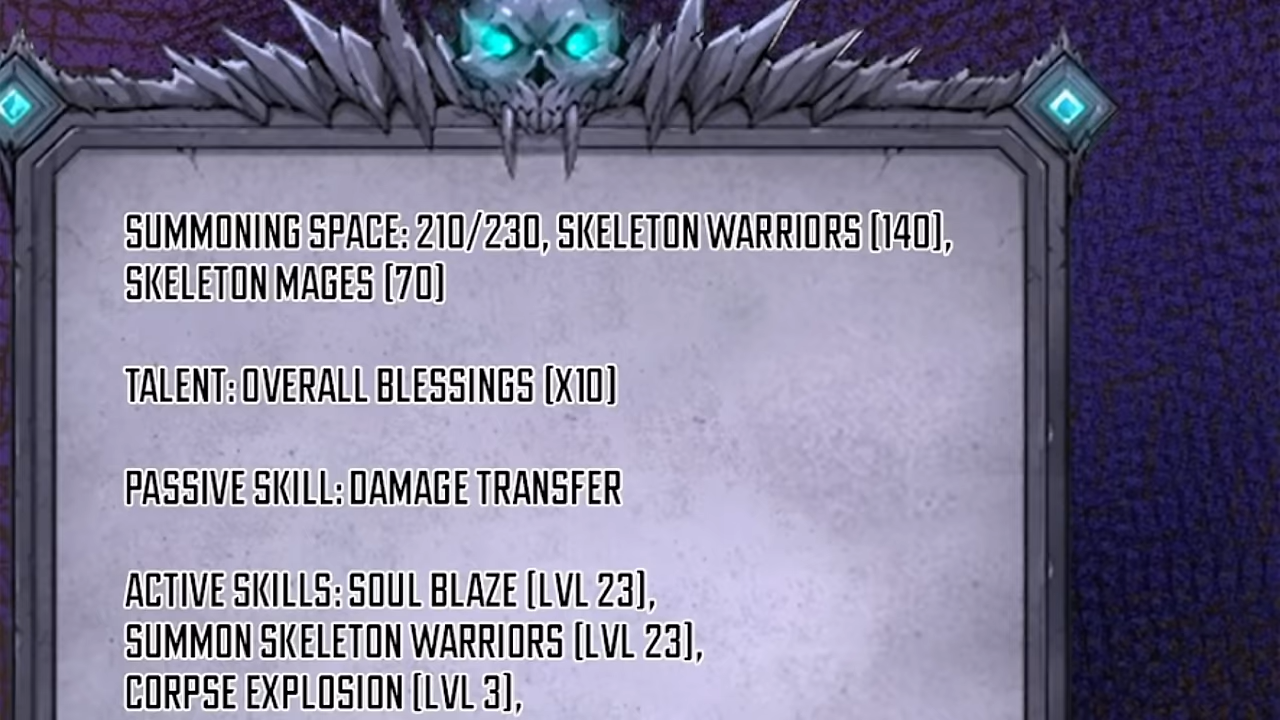 SUMMONING SPACE: 210/230, SKELETON WARRIORS [140],
SKELETON MAGES [70]
TALENT: OVERALL BLESSINGS [X10]
PASSIVE SKILL: DAMAGE TRANSFER
ACTIVE SKILLS: SOUL BLAZE [LVL 23],
SUMMON SKELETON WARRIORS [LVL 23],
CORPSE EXPLOSION [LVL 3],